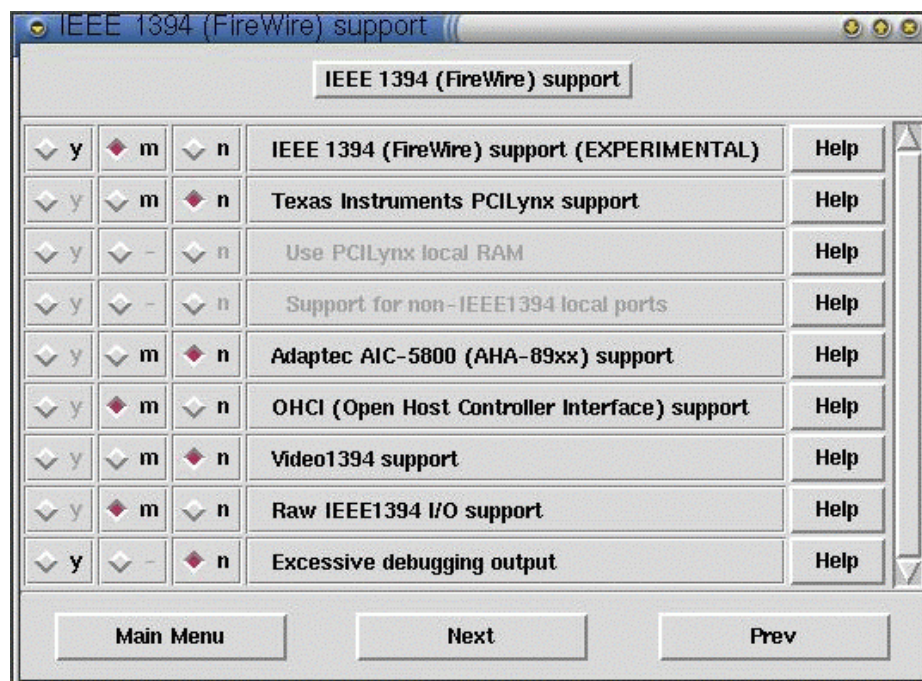 IEEE 1394 (FireWire) support
IEEE 1394 (FireWire) support
y m n IEEE 1394 (FireWire) support (EXPERIMENTAL) Help
y m n Texas Instruments PCILynx support Help
y - n Use PCILynx local RAM Help
y - n Support for non-IEEE1394 local ports Help
y m n Adaptec AIC-5800 (AHA-89xx) support Help
y m n OHCI (Open Host Controller Interface) support Help
y m n Video1394 support Help
y m n Raw IEEE1394 I/O support Help
y - n Excessive debugging output Help
Main Menu Next Prev